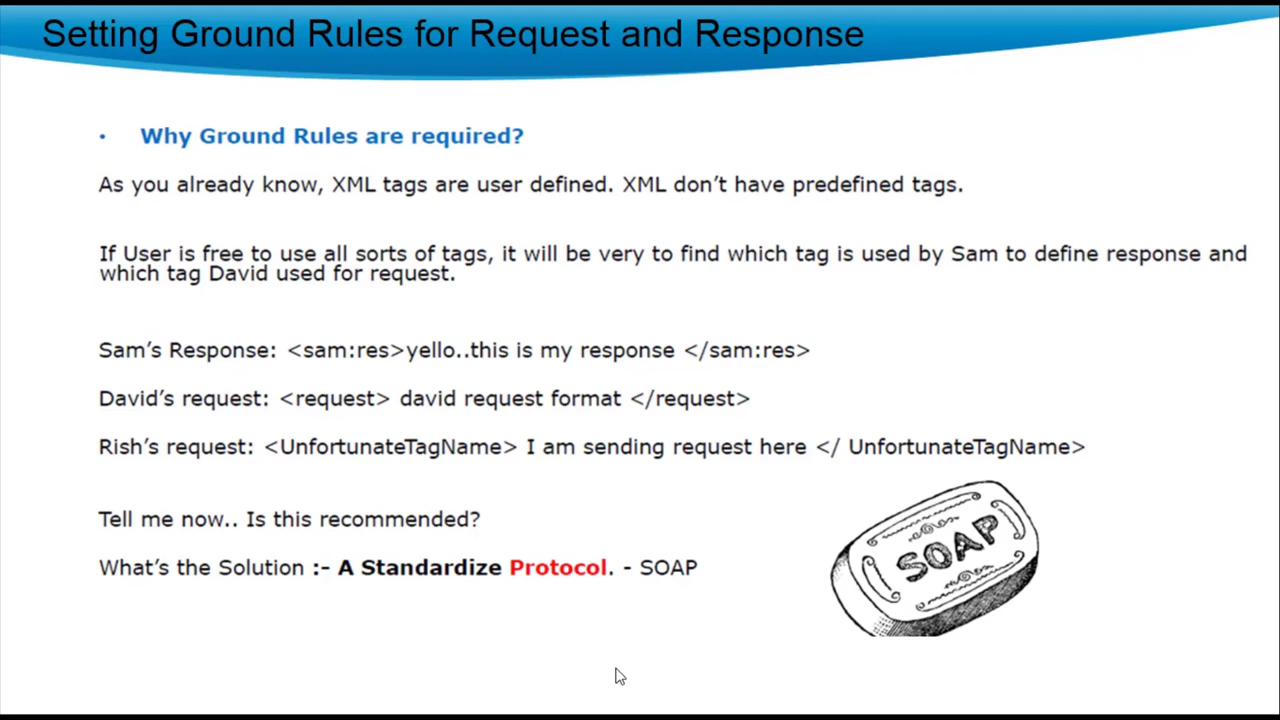 Setting Ground Rules for Request and Response
• Why Ground Rules are required?
As you already know, XML tags are user defined. XML don't have predefined tags.
If User is free to use all sorts of tags, it will be very to find which tag is used by Sam to define response and
which tag David used for request.
Sam's Response: <sam:res>yello..this is my response </sam:res>
David's request: <request> david request format </request>
Rish's request: <UnfortunateTagName> I am sending request here </ UnfortunateTagName>
Tell me now.. Is this recommended?
What's the Solution :- A Standardize Protocol. - SOAP
SOAP